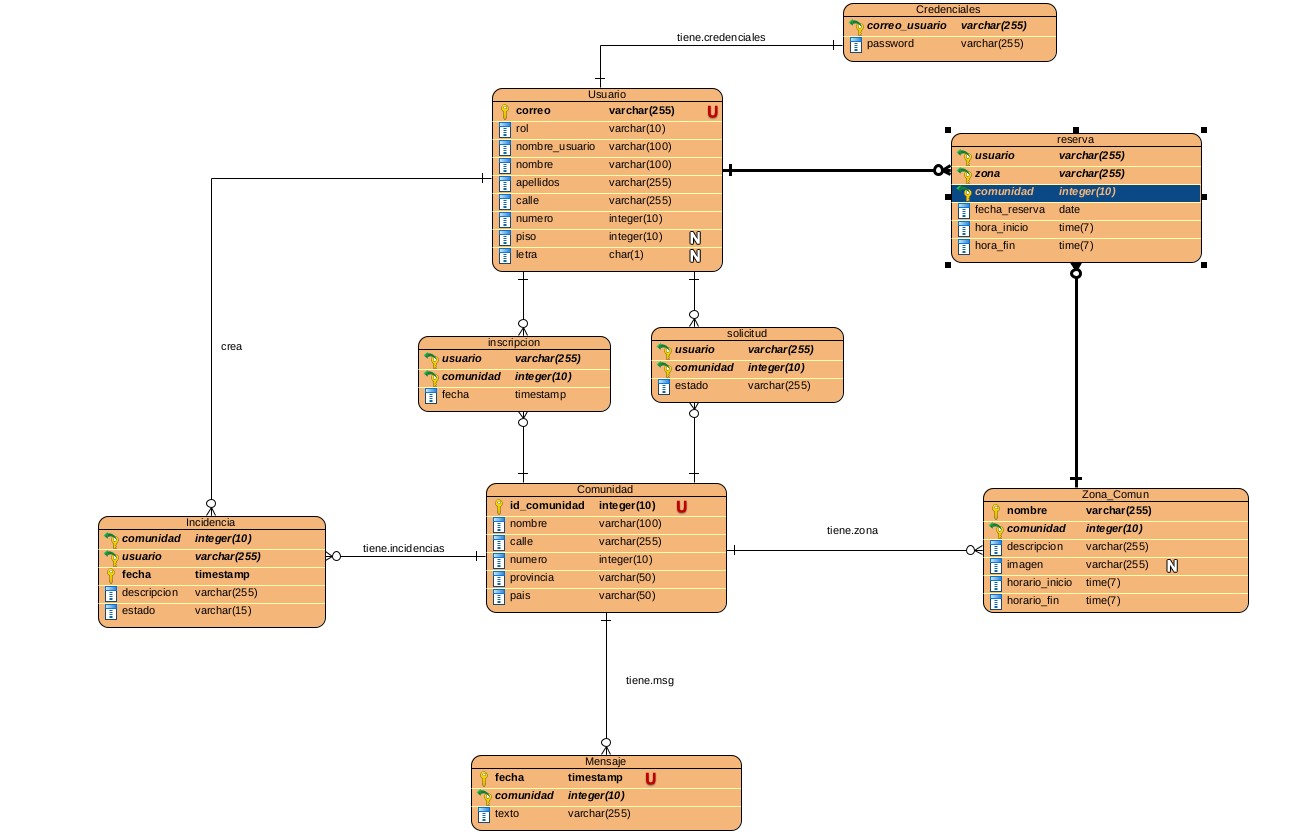 Credenciales
correo_usuario varchar(255)
password varchar(255)
tiene.credenciales
Usuario
correo varchar(255) U
rol varchar(10)
nombre_usuario varchar(100)
nombre varchar(100)
apellidos varchar(255)
calle varchar(255)
numero integer(10)
piso integer(10) N
letra char(1) N
reserva
usuario varchar(255)
zona varchar(255)
comunidad integer(10)
fecha_reserva date
hora_inicio time(7)
hora_fin time(7)
crea
inscripcion
usuario varchar(255)
comunidad integer(10)
fecha timestamp
solicitud
usuario varchar(255)
comunidad integer(10)
estado varchar(255)
Incidencia
comunidad integer(10)
usuario varchar(255)
fecha timestamp
descripcion varchar(255)
estado varchar(15)
tiene.incidencias
Comunidad
id_comunidad integer(10) U
nombre varchar(100)
calle varchar(255)
numero integer(10)
provincia varchar(50)
pais varchar(50)
tiene.zona
Zona_Comun
nombre varchar(255)
comunidad integer(10)
descripcion varchar(255)
imagen varchar(255) N
horario_inicio time(7)
horario_fin time(7)
tiene.msg
Mensaje
fecha timestamp U
comunidad integer(10)
texto varchar(255)